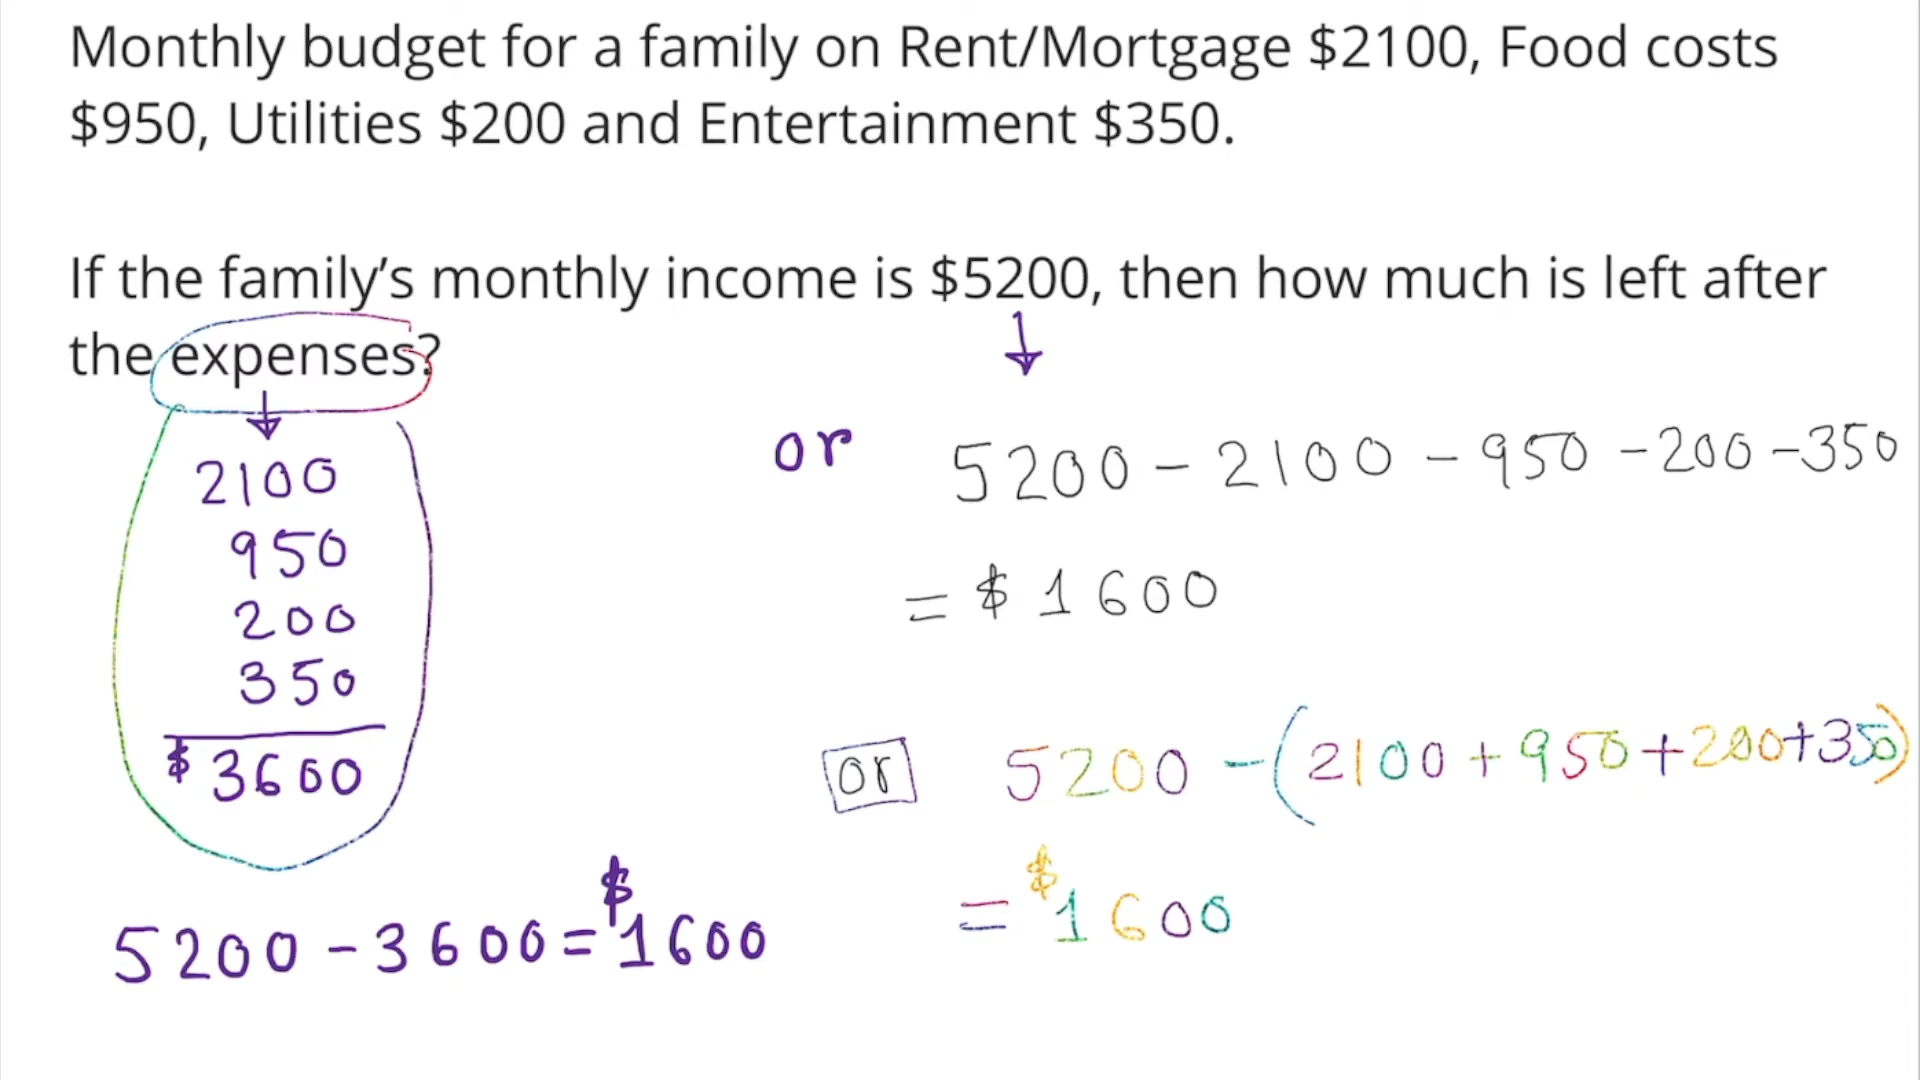 Monthly budget for a family on Rent/Mortgage $2100, Food costs
$950, Utilities $200 and Entertainment $350.
If the family’s monthly income is $5200, then how much is left after
the expenses?
2100
950
200
350
$3600
5200 - 3600 = $1600
or 5200 - 2100 - 950 - 200 - 350
= $1600
or 5200 - (2100 + 950 + 200 + 350)
= $1600